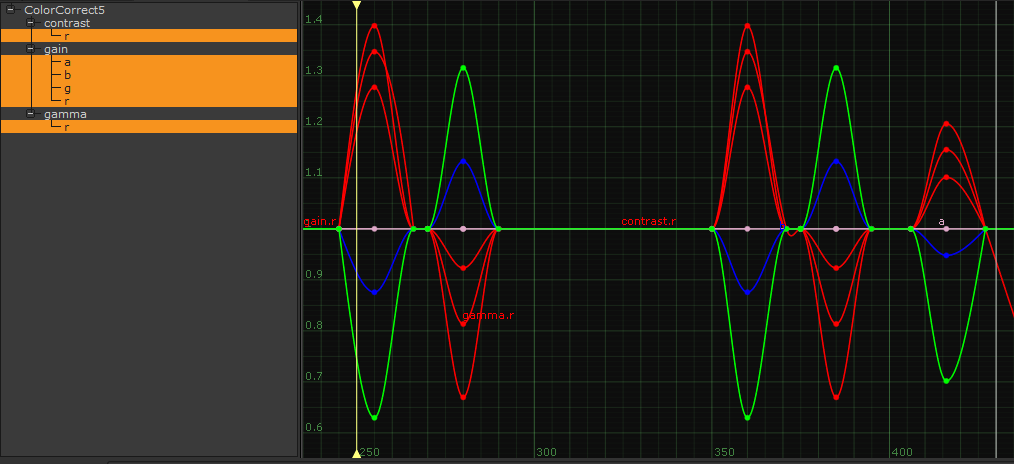 ColorCorrect5
contrast
r
gain
a
b
g
r
gamma
r
1.4
1.3
1.2
1.1
gain.r
contrast.r
a
a
0.9
0.8
gamma.r
0.7
0.6
250
300
350
400